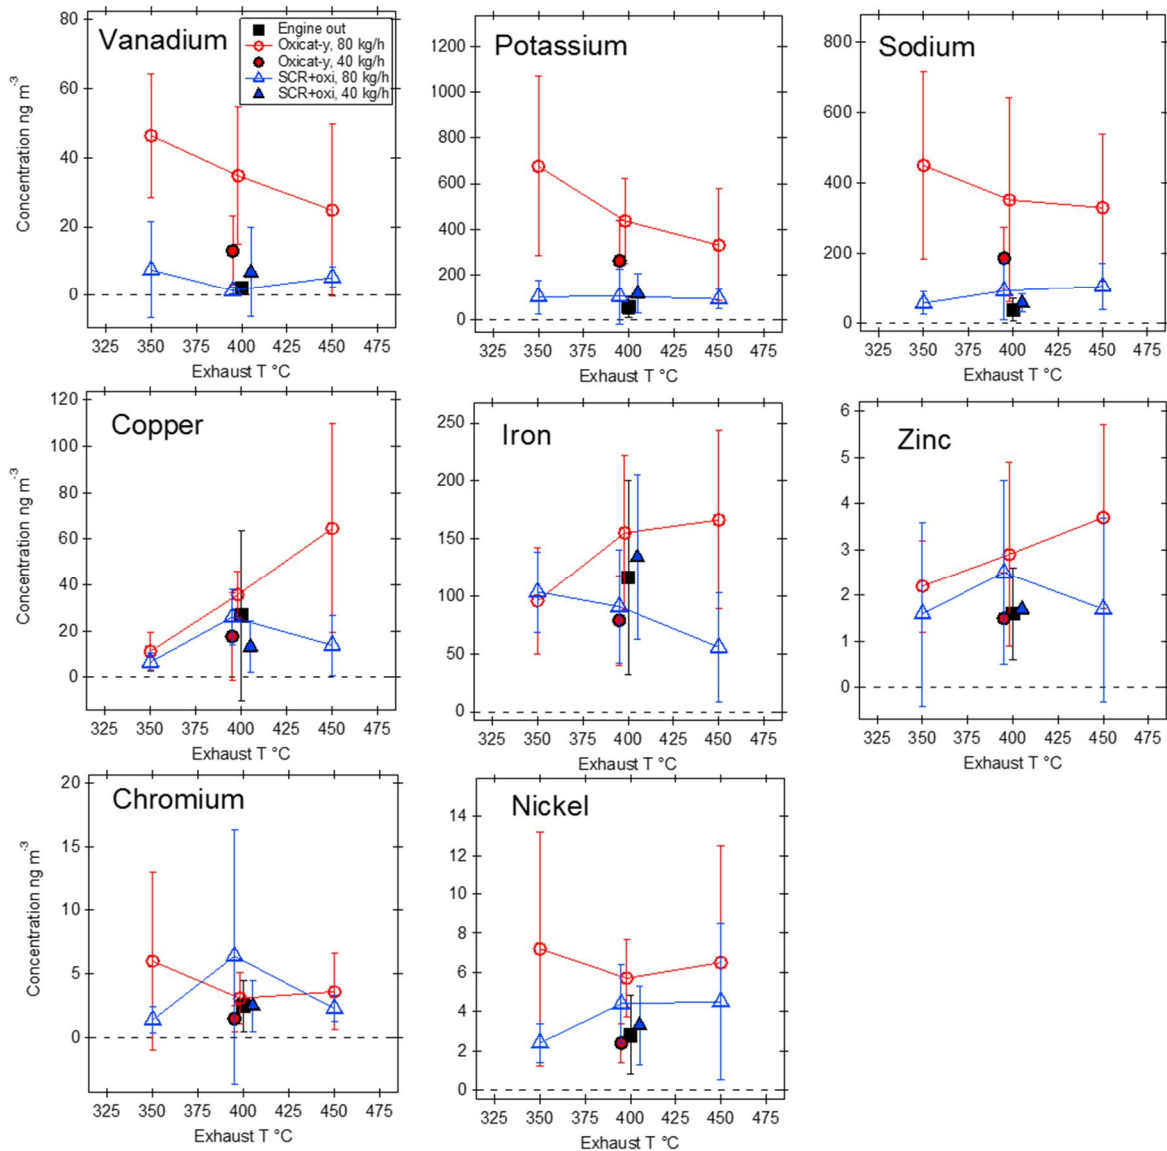 Vanadium
Engine out
Oxicat-y, 80 kg/h
Oxicat-y, 40 kg/h
SCR+oxi, 80 kg/h
SCR+oxi, 40 kg/h
Concentration ng m⁻³
80
60
40
20
0
325 350 375 400 425 450 475
Exhaust T °C
Potassium
1200
1000
800
600
400
200
0
325 350 375 400 425 450 475
Exhaust T °C
Sodium
800
600
400
200
0
325 350 375 400 425 450 475
Exhaust T °C
Copper
Concentration ng m⁻³
120
100
80
60
40
20
0
325 350 375 400 425 450 475
Exhaust T °C
Iron
250
200
150
100
50
0
325 350 375 400 425 450 475
Exhaust T °C
Zinc
6
5
4
3
2
1
0
325 350 375 400 425 450 475
Exhaust T °C
Chromium
Concentration ng m⁻³
20
15
10
5
0
325 350 375 400 425 450 475
Exhaust T °C
Nickel
14
12
10
8
6
4
2
0
325 350 375 400 425 450 475
Exhaust T °C